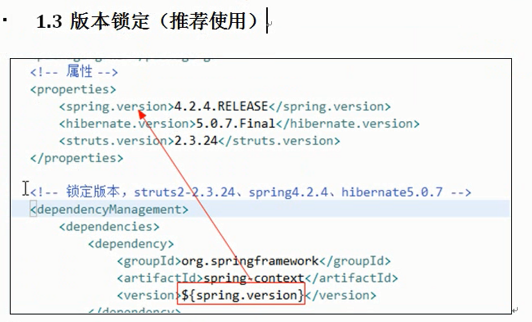 1.3 版本锁定（推荐使用）
<!-- 属性 -->
<properties>
<spring.version>4.2.4.RELEASE</spring.version>
<hibernate.version>5.0.7.Final</hibernate.version>
<struts.version>2.3.24</struts.version>
</properties>
<!-- 锁定版本，struts2-2.3.24、spring4.2.4、hibernate5.0.7 -->
<dependencyManagement>
<dependencies>
<dependency>
<groupId>org.springframework</groupId>
<artifactId>spring-context</artifactId>
<version>${spring.version}</version>
</dependency>